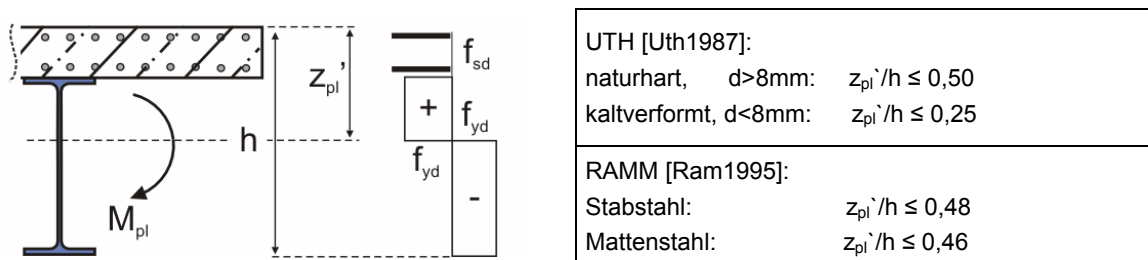 f_sd
z_pl'
+
f_yd
h
f_yd
M_pl
-
UTH [Uth1987]:
naturhart, d>8mm: z_pl`/h ≤ 0,50
kaltverformt, d<8mm: z_pl`/h ≤ 0,25
RAMM [Ram1995]:
Stabstahl: z_pl`/h ≤ 0,48
Mattenstahl: z_pl`/h ≤ 0,46